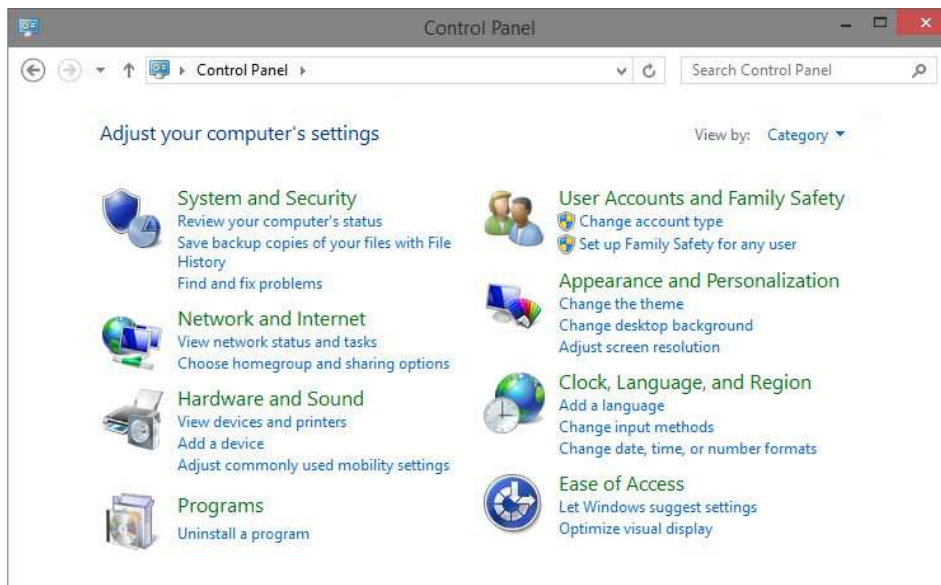 Control Panel
Control Panel
Search Control Panel
Adjust your computer's settings
View by: Category
System and Security
Review your computer's status
Save backup copies of your files with File
History
Find and fix problems
Network and Internet
View network status and tasks
Choose homegroup and sharing options
Hardware and Sound
View devices and printers
Add a device
Adjust commonly used mobility settings
Programs
Uninstall a program
User Accounts and Family Safety
Change account type
Set up Family Safety for any user
Appearance and Personalization
Change the theme
Change desktop background
Adjust screen resolution
Clock, Language, and Region
Add a language
Change input methods
Change date, time, or number formats
Ease of Access
Let Windows suggest settings
Optimize visual display